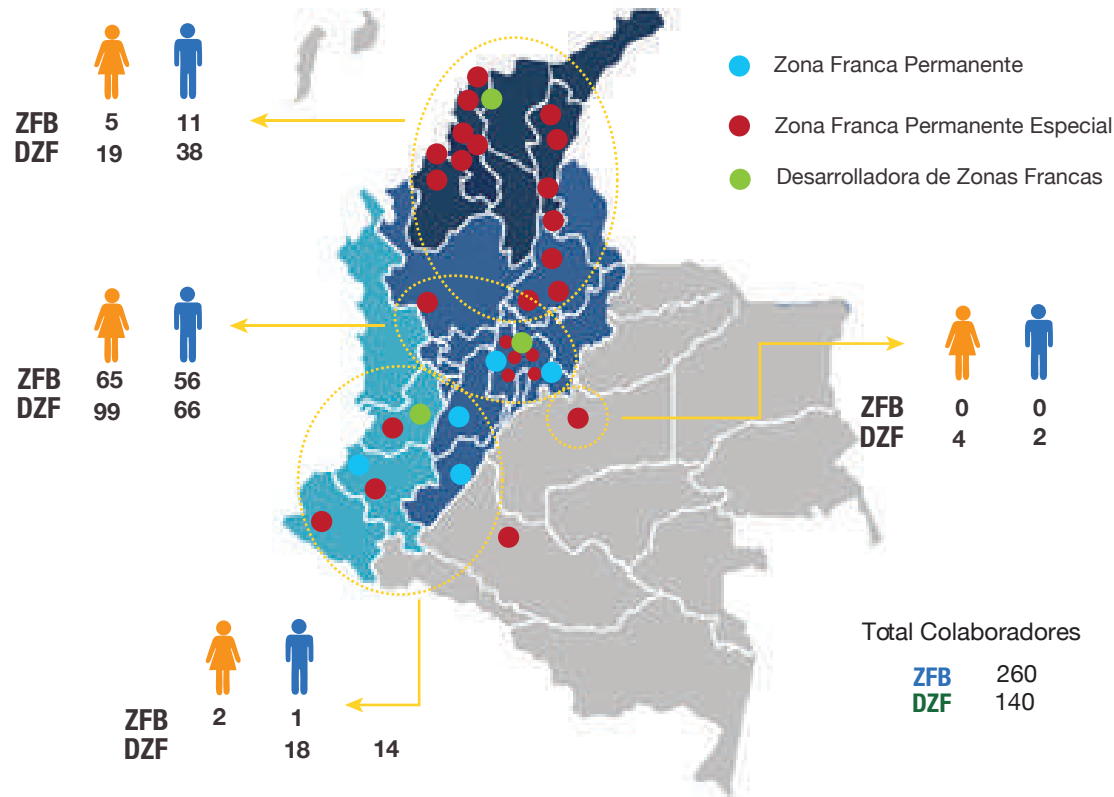 Zona Franca Permanente
Zona Franca Permanente Especial
Desarrolladora de Zonas Francas
ZFB 5 11
DZF 19 38
ZFB 65 56
DZF 99 66
ZFB 0 0
DZF 4 2
ZFB 2 1
DZF 18 14
Total Colaboradores
ZFB 260
DZF 140